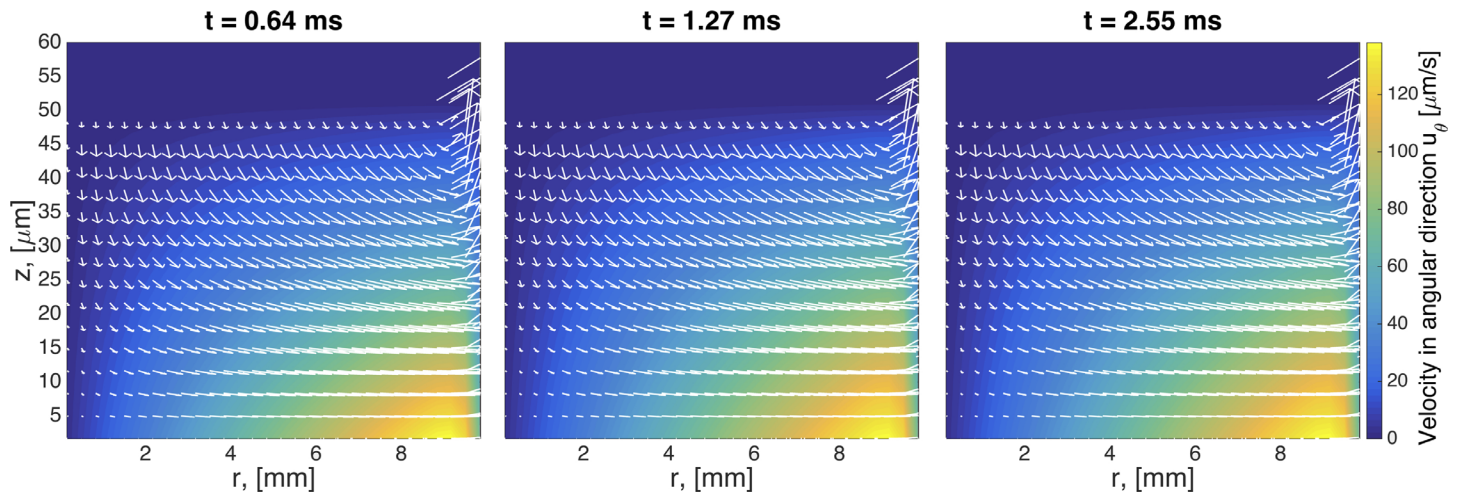 t = 0.64 ms t = 1.27 ms t = 2.55 ms
60
55
50
45
40
35
30
25
20
15
10
5
z, [μm]
2 4 6 8
r, [mm]
2 4 6 8
r, [mm]
2 4 6 8
r, [mm]
120
100
80
60
40
20
0
Velocity in angular direction u_θ [μm/s]